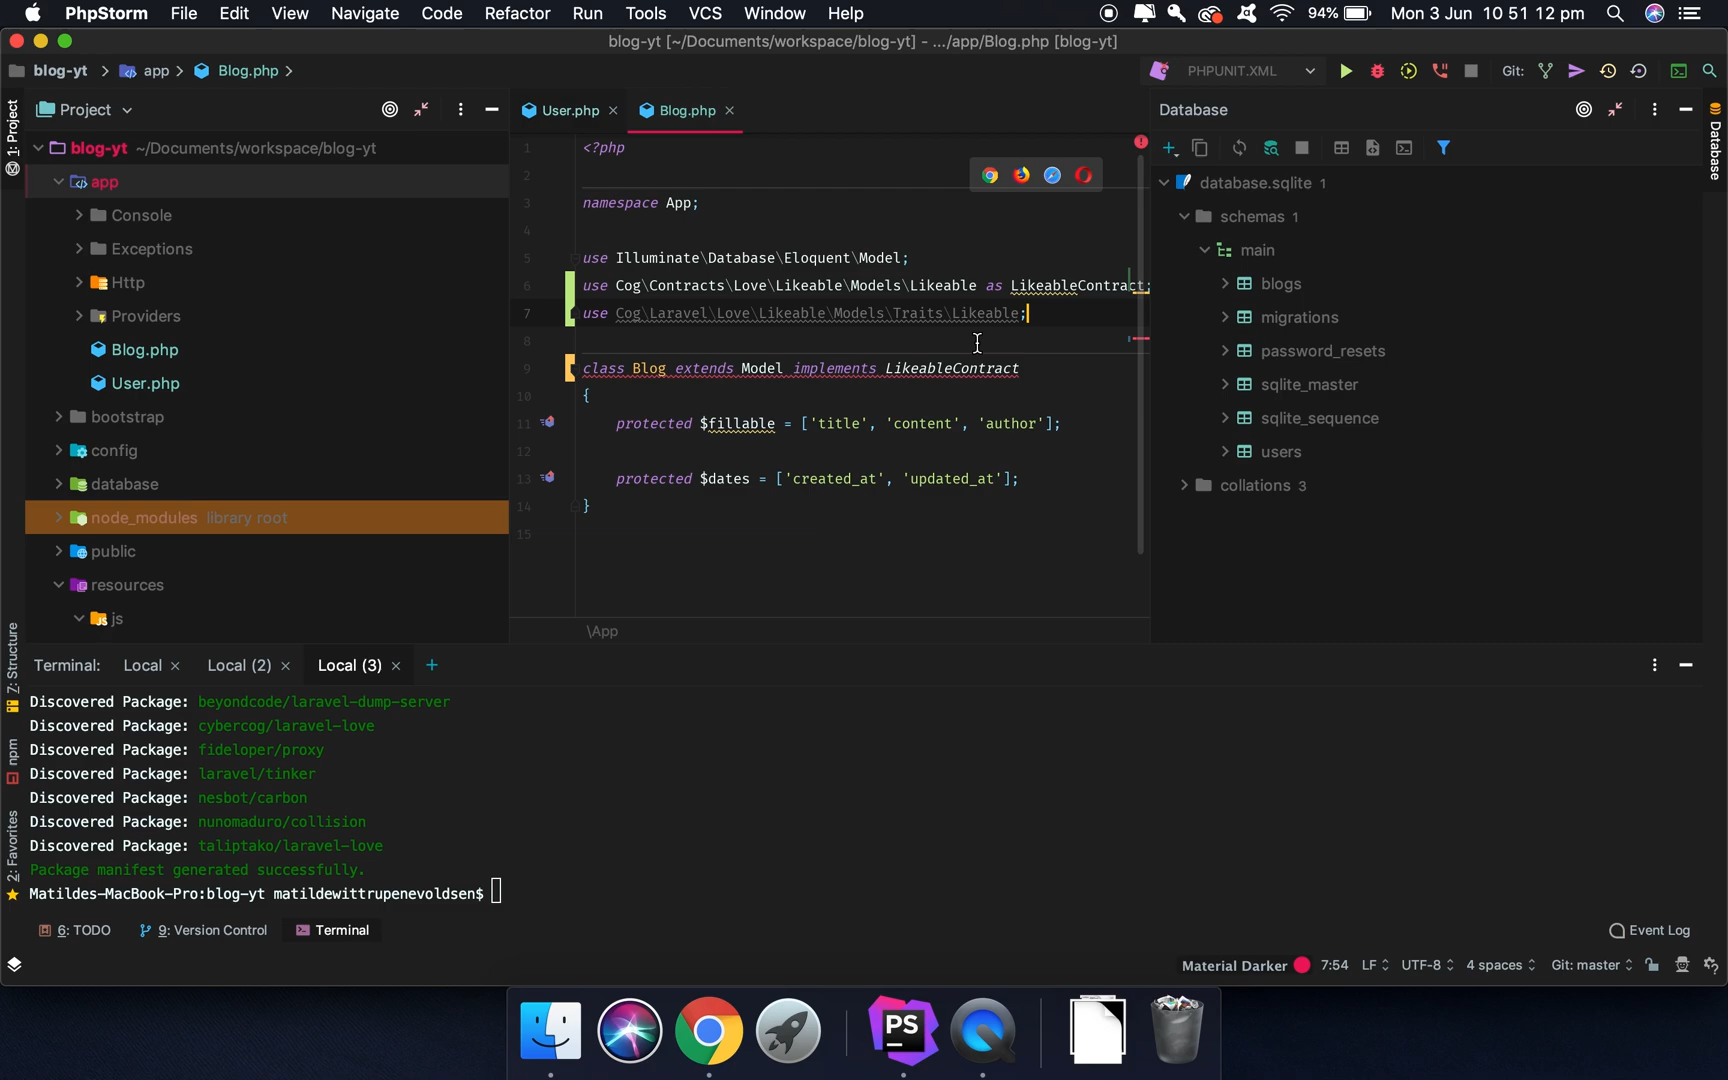 PhpStorm File Edit View Navigate Code Refactor Run Tools VCS Window Help 94% Mon 3 Jun 10 51 12 pm
blog-yt [~/Documents/workspace/blog-yt] - .../app/Blog.php [blog-yt]
blog-yt app Blog.php PHPUNIT.XML Git:
Project User.php Blog.php Database
1: Project
Database
blog-yt ~/Documents/workspace/blog-yt
app
Console
Exceptions
Http
Providers
Blog.php
User.php
bootstrap
config
database
node_modules library root
public
resources
js
1 <?php
2
3 namespace App;
4
5 use Illuminate\Database\Eloquent\Model;
6 use Cog\Contracts\Love\Likeable\Models\Likeable as LikeableContract;
7 use Cog\Laravel\Love\Likeable\Models\Traits\Likeable;
8
9 class Blog extends Model implements LikeableContract
10 {
11 protected $fillable = ['title', 'content', 'author'];
12
13 protected $dates = ['created_at', 'updated_at'];
14 }
15
\App
database.sqlite 1
schemas 1
main
blogs
migrations
password_resets
sqlite_master
sqlite_sequence
users
collations 3
7: Structure
npm
2: Favorites
Terminal: Local Local (2) Local (3)
Discovered Package: beyondcode/laravel-dump-server
Discovered Package: cybercog/laravel-love
Discovered Package: fideloper/proxy
Discovered Package: laravel/tinker
Discovered Package: nesbot/carbon
Discovered Package: nunomaduro/collision
Discovered Package: taliptako/laravel-love
Package manifest generated successfully.
Matildes-MacBook-Pro:blog-yt matildewittrupenevoldsen$
6: TODO 9: Version Control Terminal Event Log
Material Darker 7:54 LF UTF-8 4 spaces Git: master
PS